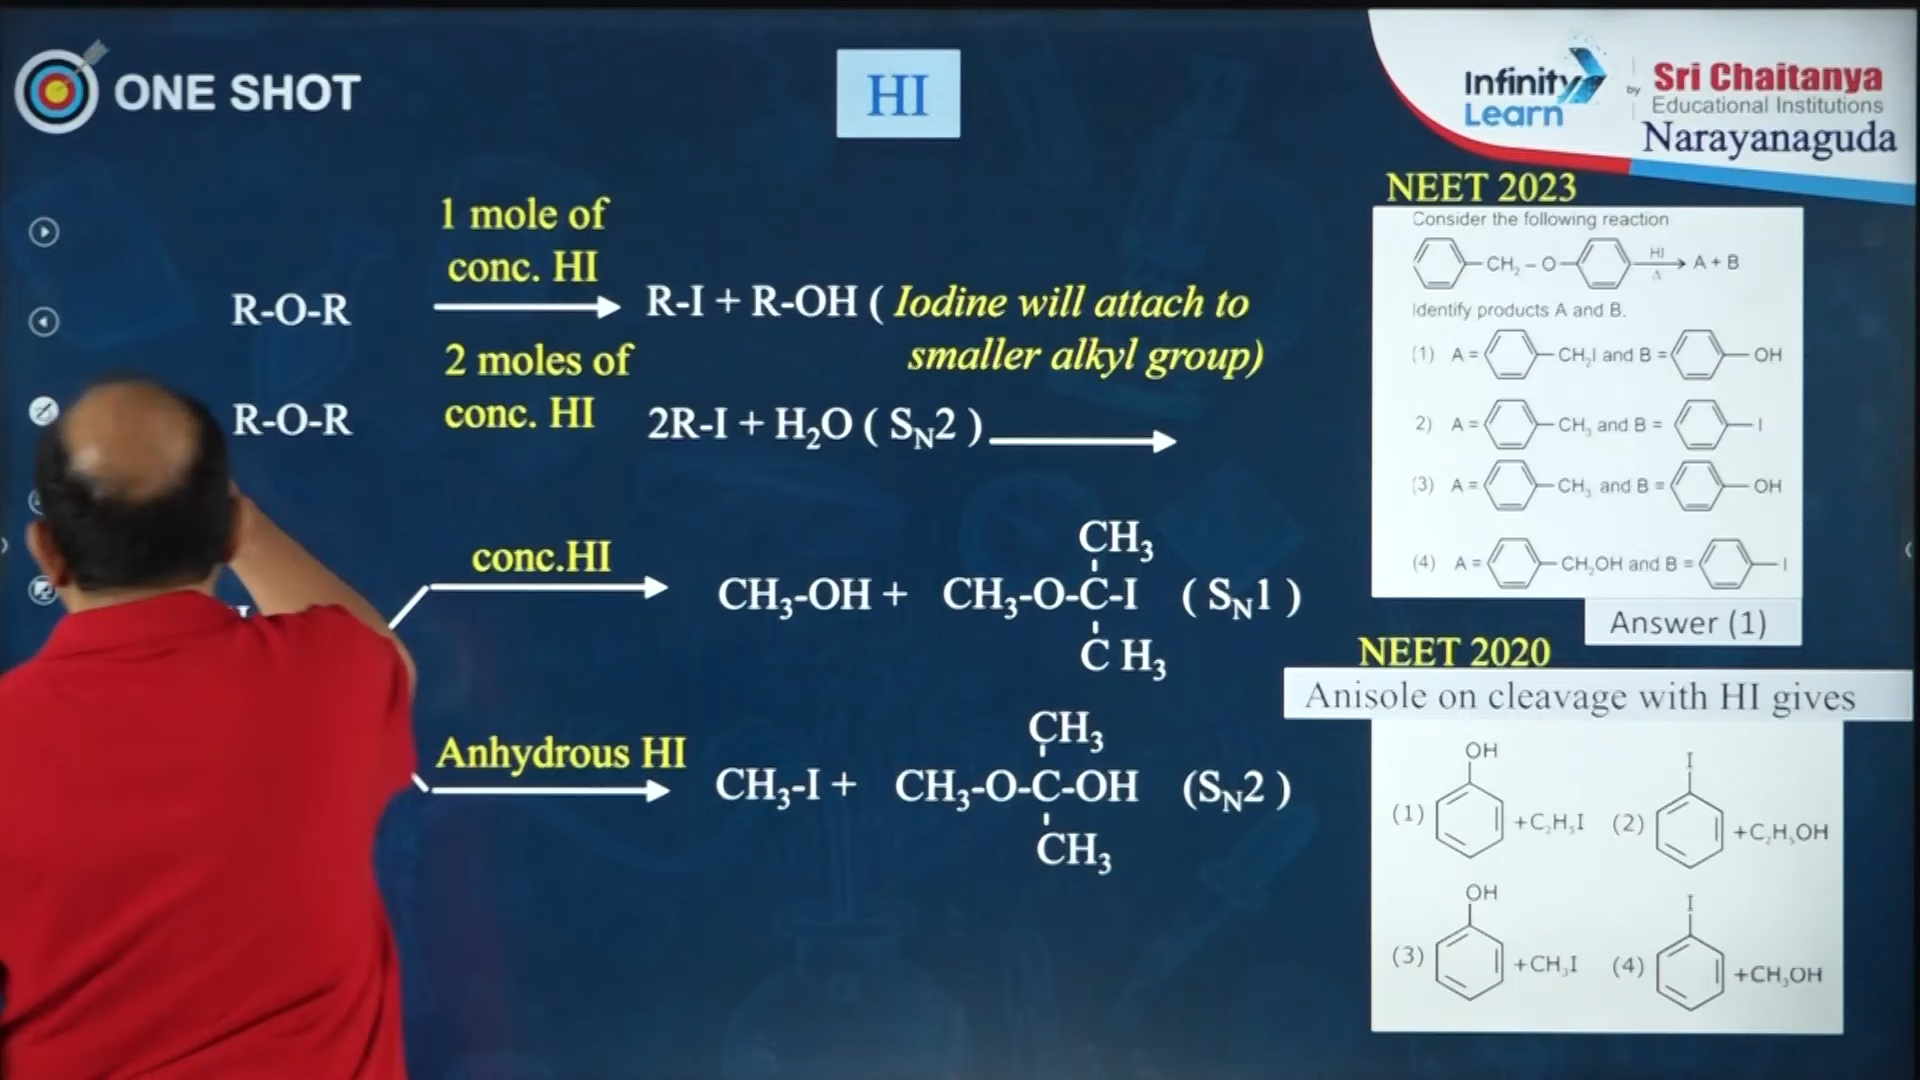 ONE SHOT
HI
Infinity Learn by Sri Chaitanya
Educational Institutions
Narayanaguda
1 mole of
conc. HI
R-O-R R-I + R-OH ( Iodine will attach to
smaller alkyl group)
2 moles of
conc. HI
R-O-R 2R-I + H₂O ( S_N2 )
conc.HI
CH₃
CH₃-OH + CH₃-O-C-I ( S_N1 )
C H₃
Anhydrous HI
CH₃
CH₃-I + CH₃-O-C-OH (S_N2 )
CH₃
NEET 2023
Consider the following reaction
CH₂ – O HI Δ A + B
Identify products A and B.
(1) A = CH₂I and B = OH
2) A = CH₃ and B = I
(3) A = CH₃ and B = OH
(4) A = CH₂OH and B = I
Answer (1)
NEET 2020
Anisole on cleavage with HI gives
OH I
(1) +C₂H₅I (2) +C₂H₅OH
OH I
(3) +CH₃I (4) +CH₃OH